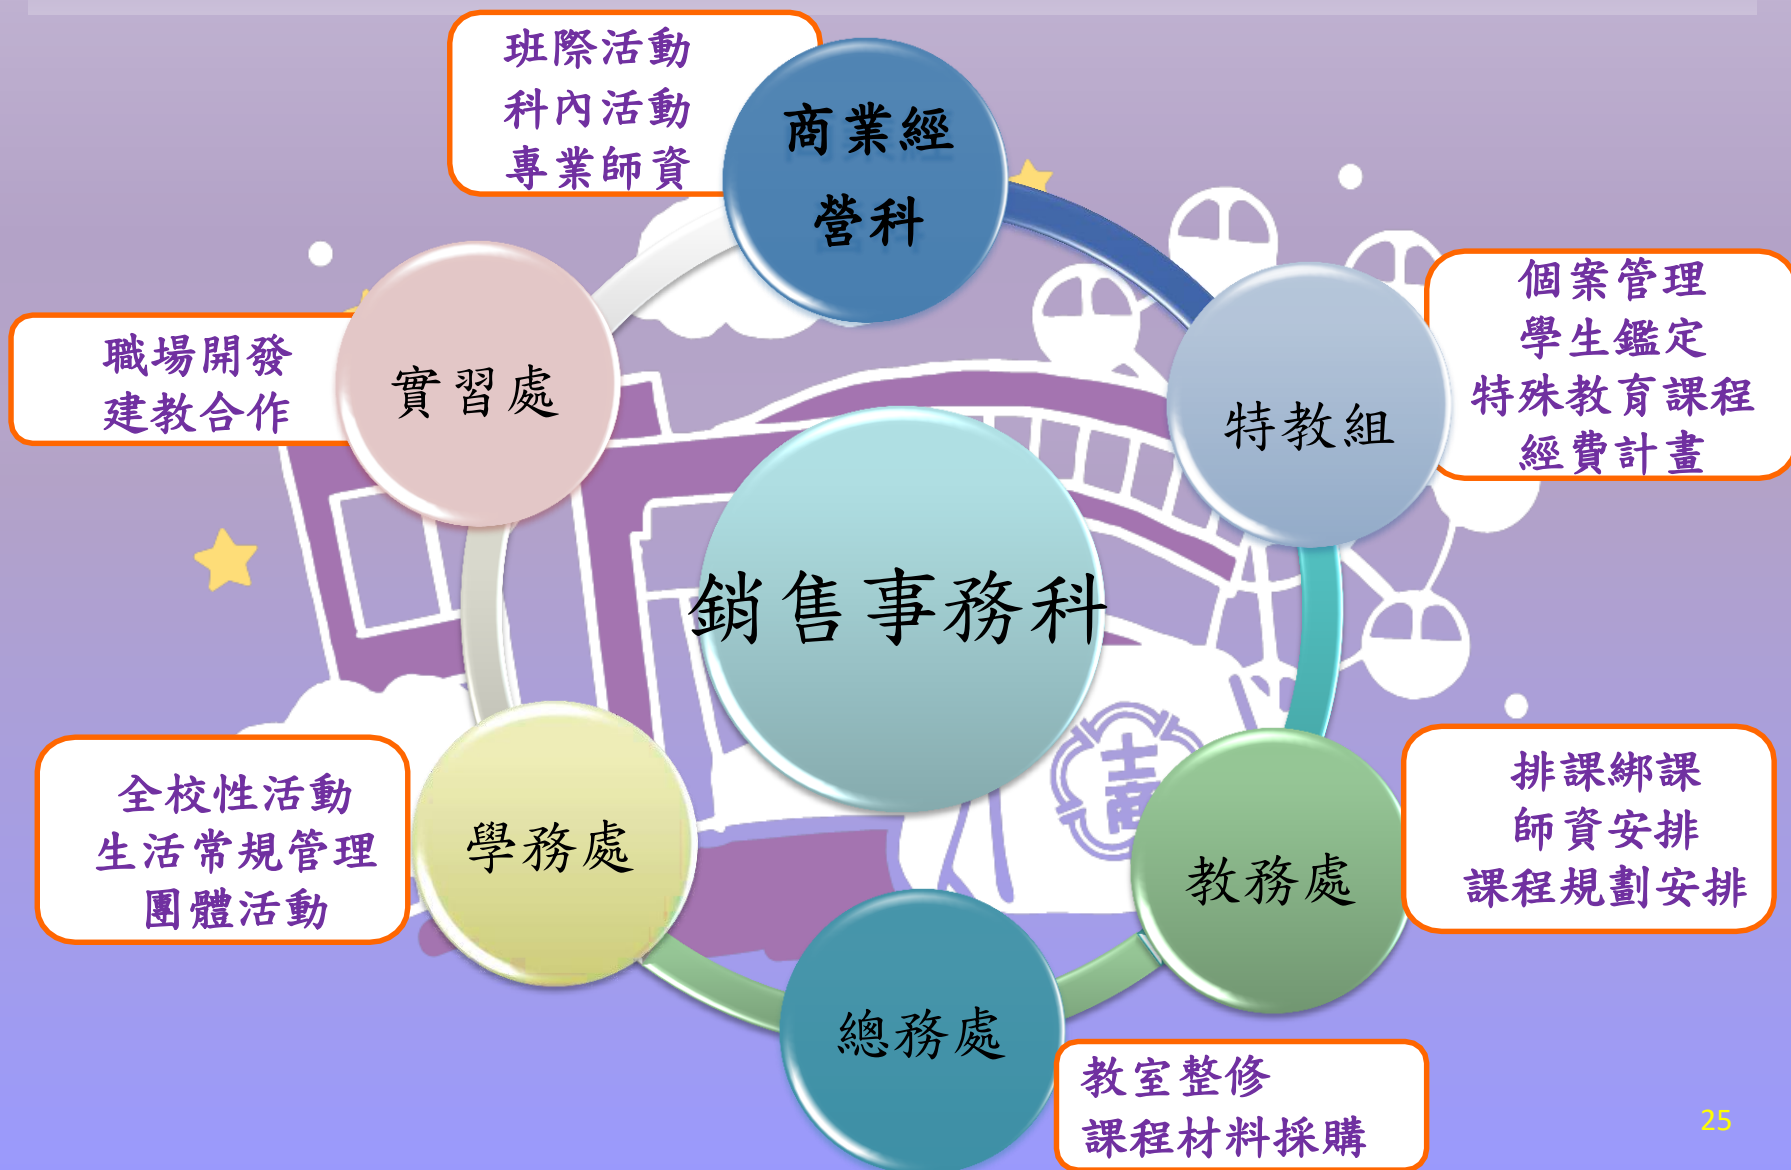 班際活動
科內活動
專業師資
商業經
營科
個案管理
學生鑑定
特殊教育課程
經費計畫
特教組
職場開發
建教合作
實習處
銷售事務科
全校性活動
生活常規管理
團體活動
學務處
排課綁課
師資安排
課程規劃安排
教務處
士商
總務處
教室整修
課程材料採購
25